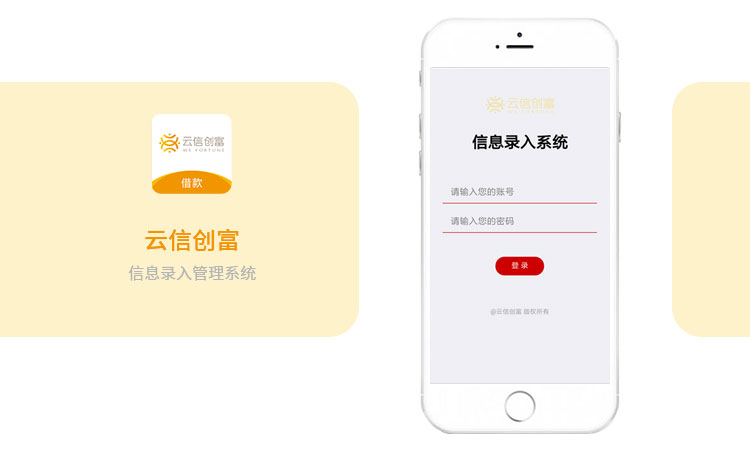 云信创富
WE FORTUNE
借款
云信创富
信息录入管理系统
云信创富
WE FORTUNE
信息录入系统
请输入您的账号
请输入您的密码
登 录
@云信创富 版权所有